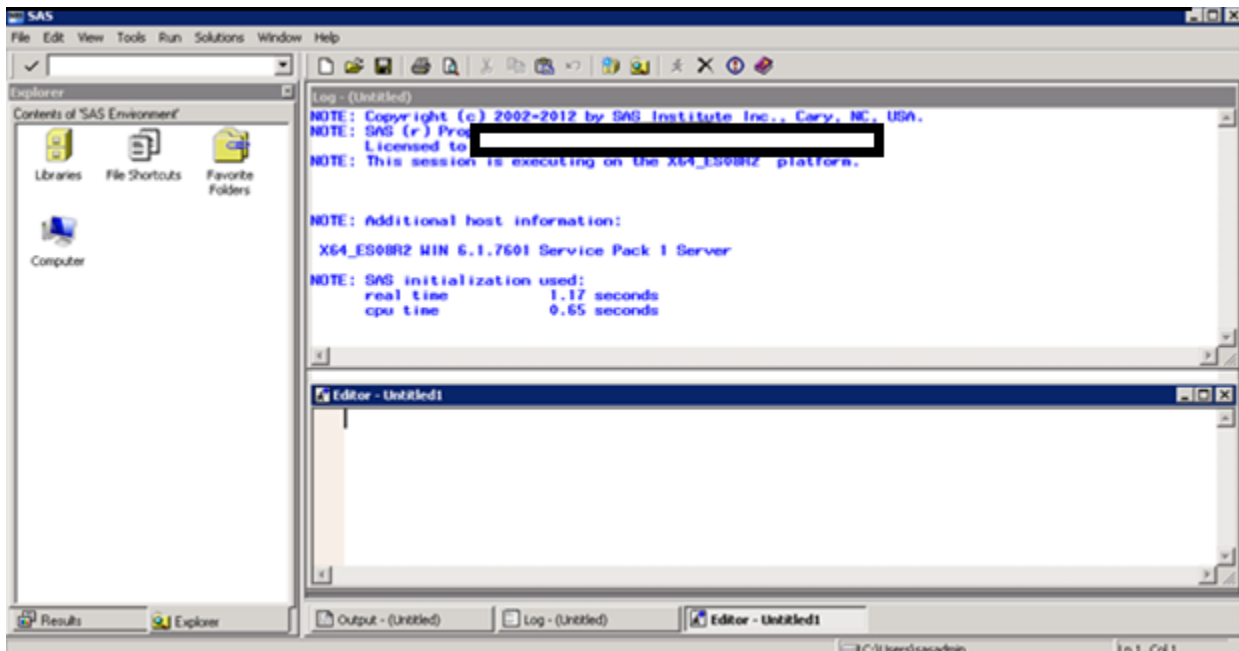 SAS
File Edit View Tools Run Solutions Window Help
Explorer
Contents of 'SAS Environment'
Libraries
File Shortcuts
Favorite Folders
Computer
Log - (Untitled)
NOTE: Copyright (c) 2002-2012 by SAS Institute Inc., Cary, NC, USA.
NOTE: SAS (r) Prop
Licensed to
NOTE: This session is executing on the X64_ES08R2 platform.
NOTE: Additional host information:
X64_ES08R2 WIN 6.1.7601 Service Pack 1 Server
NOTE: SAS initialization used:
real time 1.17 seconds
cpu time 0.65 seconds
Editor - Untitled1
Results
Explorer
Output - (Untitled)
Log - (Untitled)
Editor - Untitled1
C:\Users\sasadmin
Ln 1, Col 1